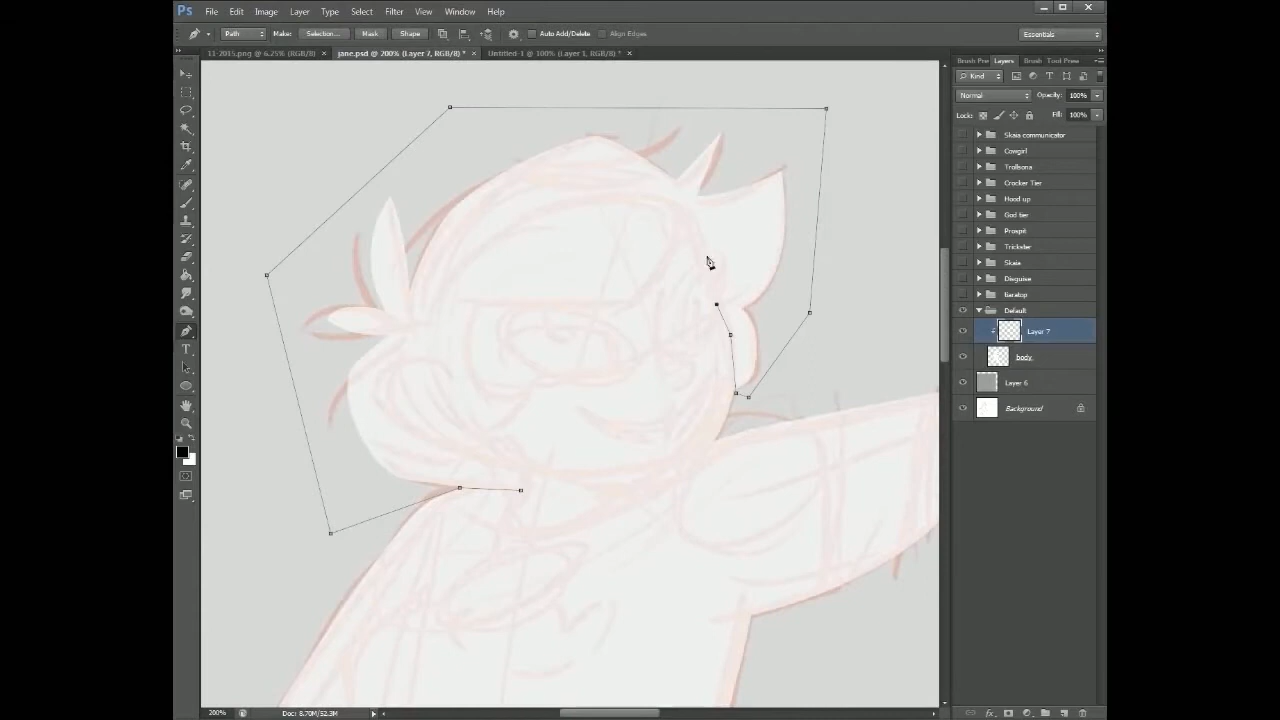 Ps File Edit Image Layer Type Select Filter View Window Help
Path Make: Selection... Mask Shape Auto Add/Delete Align Edges Essentials
11-2015.png @ 6.25% (RGB/8) × jane.psd @ 200% (Layer 7, RGB/8) * × Untitled-1 @ 100% (Layer 1, RGB/8) * ×
Brush Pre Layers Brush Tool Prese
Kind
Normal Opacity: 100%
Lock: Fill: 100%
Skaia communicator
Cowgirl
Trollsona
Crocker Tier
Hood up
God tier
Prospit
Trickster
Skaia
Disguise
Default
Layer 7
body
Layer 6
Background
200% Doc: 8.70M/52.3M